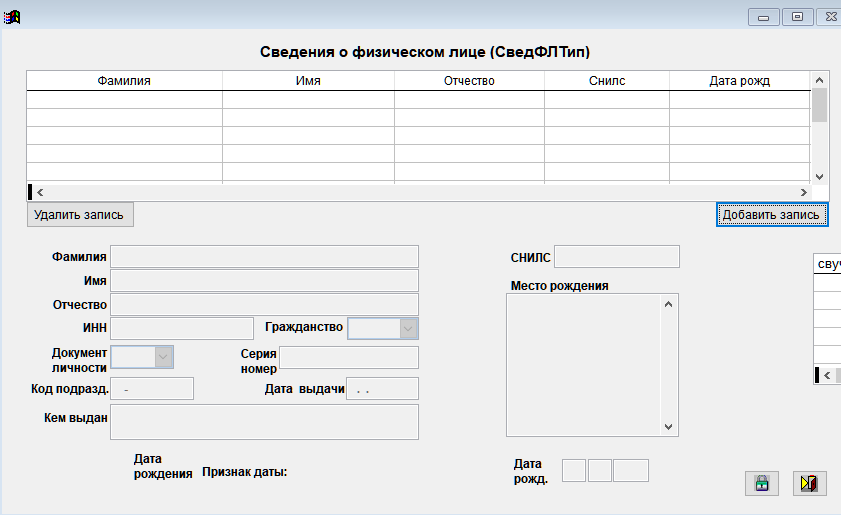 Сведения о физическом лице (СведФЛТип)
Фамилия Имя Отчество Снилс Дата рожд
Удалить запись Добавить запись
Фамилия
СНИЛС
свуч
Имя
Место рождения
Отчество
ИНН Гражданство
Документ
личности
Серия
номер
Код подразд. - Дата выдачи . .
Кем выдан
Дата
рождения
Признак даты:
Дата
рожд.